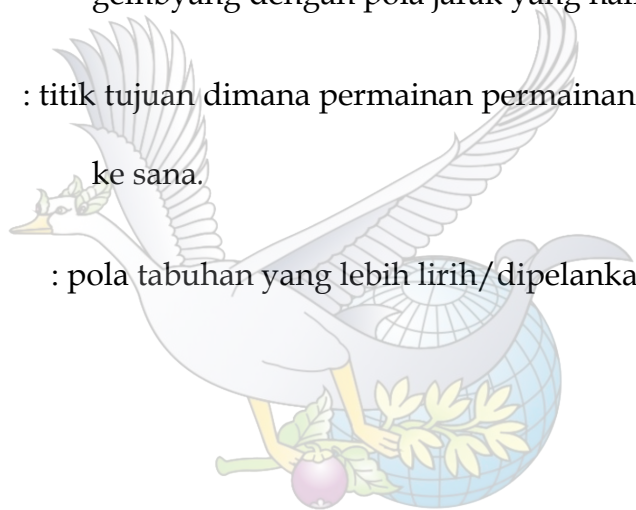 gembyang dengan pola jarak yang
: titik tujuan dimana permainan permainan
ke sana.
: pola tabuhan yang lebih lirih/dipelanka